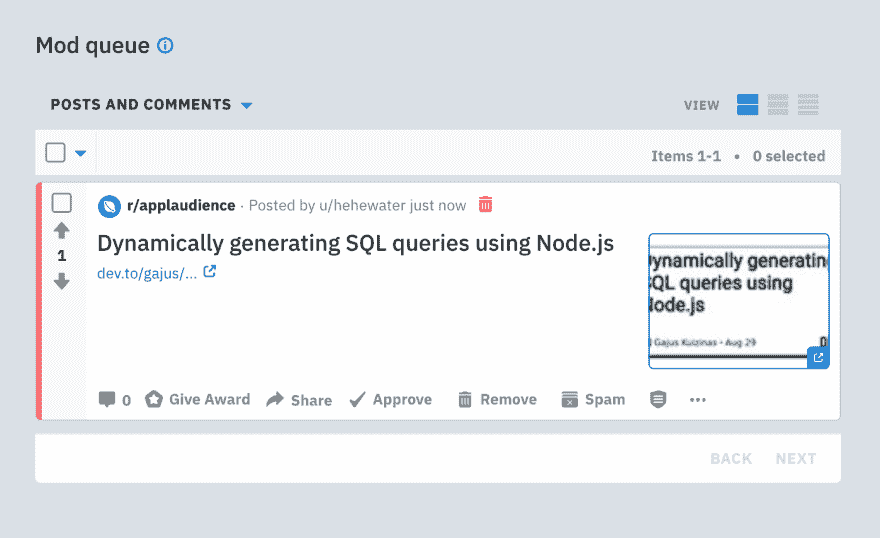 Mod queue
POSTS AND COMMENTS
VIEW
Items 1-1 • 0 selected
r/applaudience · Posted by u/hehewater just now
1
Dynamically generating SQL queries using Node.js
dev.to/gajus/...
ynamically generatin
QL queries using
ode.js
Gajus Kuizinas - Aug 29
0 Give Award Share Approve Remove Spam
BACK NEXT